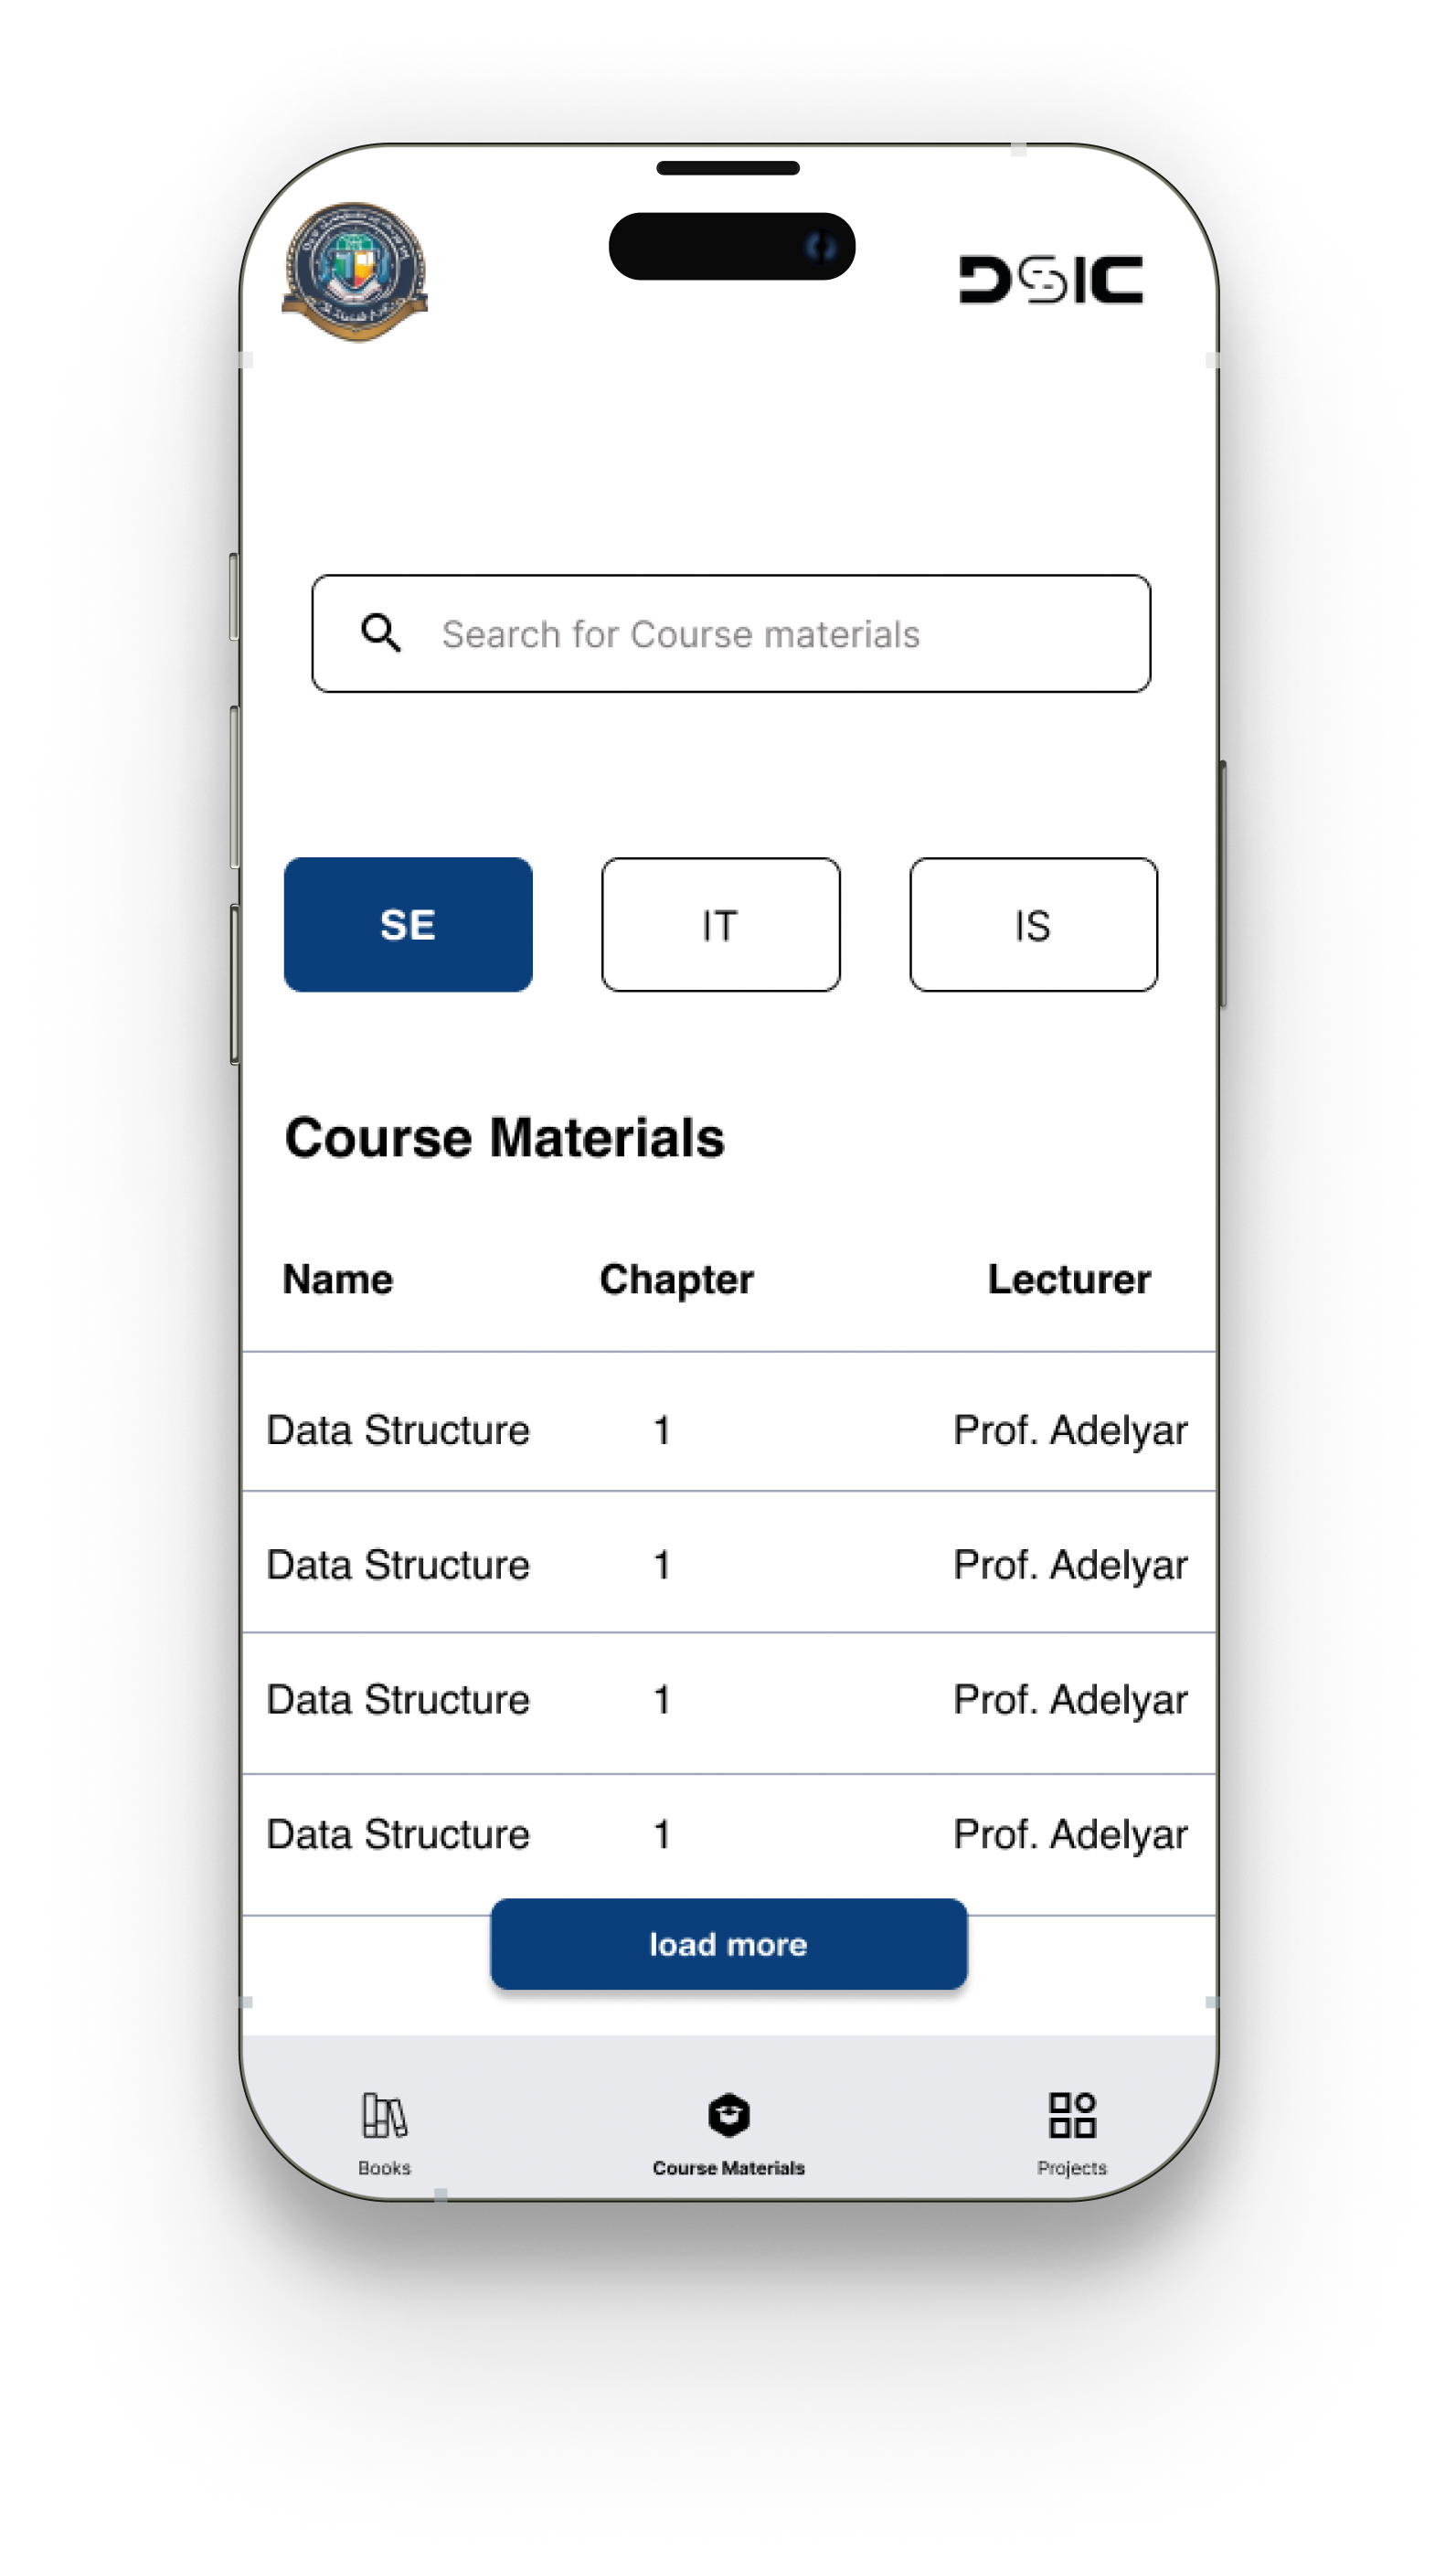 DSIC
Search for Course materials
SE IT IS
Course Materials
Name Chapter Lecturer
Data Structure 1 Prof. Adelyar
Data Structure 1 Prof. Adelyar
Data Structure 1 Prof. Adelyar
Data Structure 1 Prof. Adelyar
load more
Books Course Materials Projects